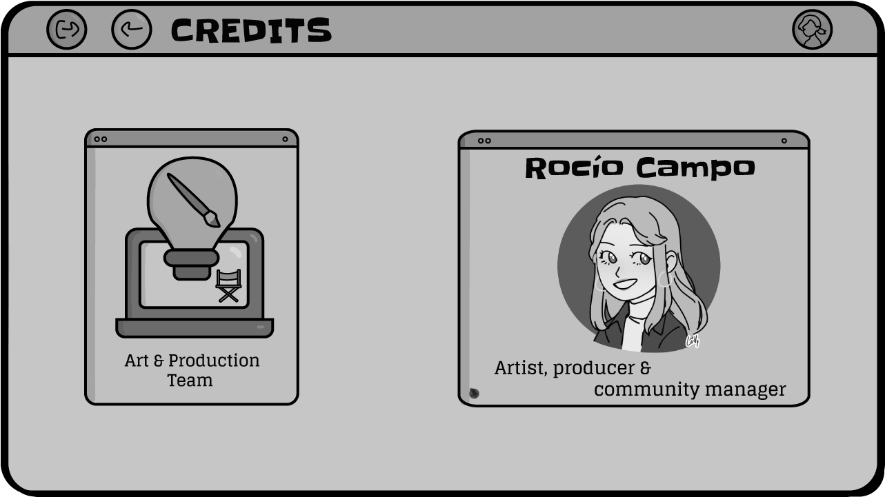 CREDITS
Art & Production
Team
Rocío Campo
Artist, producer &
community manager